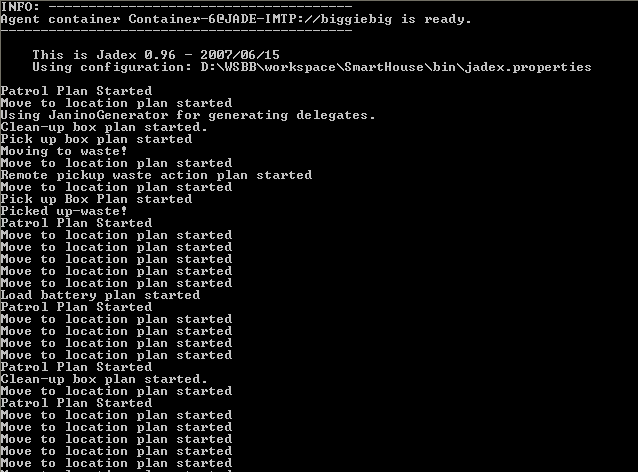 INFO: ----------------------------------------
Agent container Container-6@JADE-IMTP://biggiebig is ready.
--------------------------------------------
This is Jadex 0.96 - 2007/06/15
Using configuration: D:\WSBB\workspace\SmartHouse\bin\jadex.properties
Patrol Plan Started
Move to location plan started
Using JaninoGenerator for generating delegates.
Clean-up box plan started.
Pick up box plan started
Moving to waste!
Move to location plan started
Remote pickup waste action plan started
Move to location plan started
Pick up Box Plan started
Picked up-waste!
Patrol Plan Started
Move to location plan started
Move to location plan started
Move to location plan started
Move to location plan started
Move to location plan started
Load battery plan started
Patrol Plan Started
Move to location plan started
Move to location plan started
Move to location plan started
Move to location plan started
Patrol Plan Started
Clean-up box plan started.
Move to location plan started
Patrol Plan Started
Move to location plan started
Move to location plan started
Move to location plan started
Move to location plan started
Move to location plan started